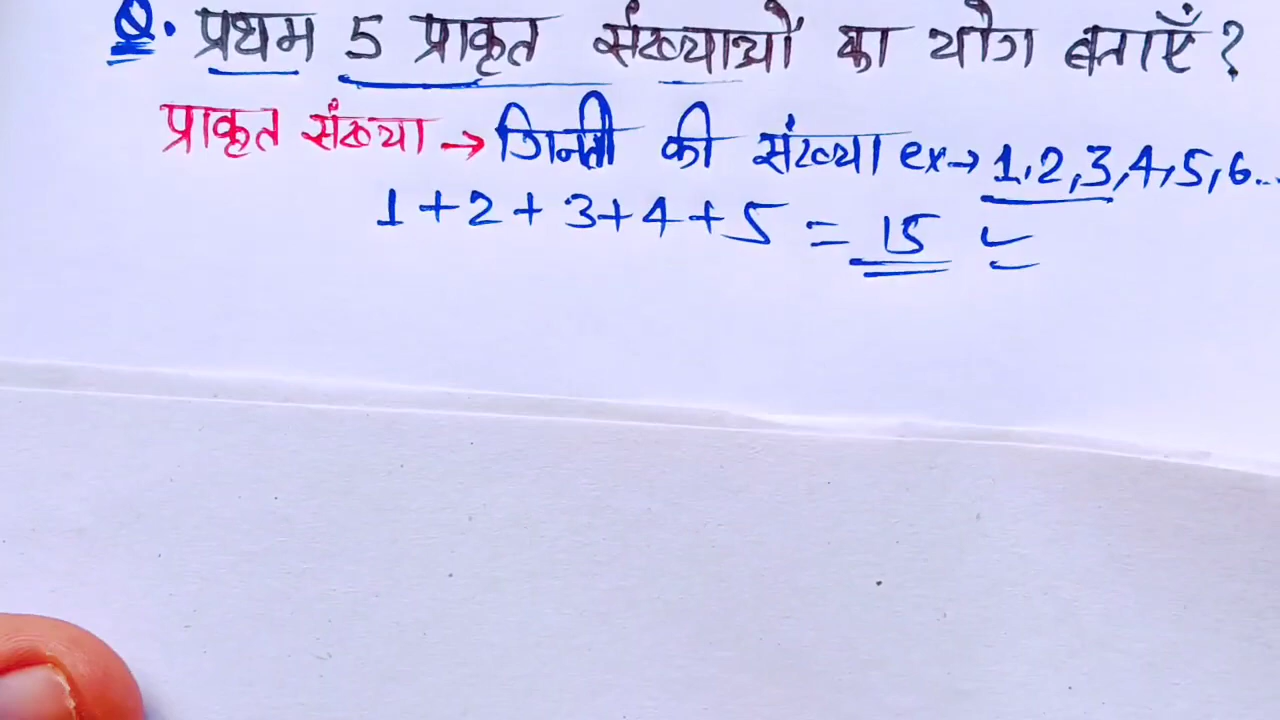 Q. प्रथम 5 प्राकृत संख्याओं का योग बताएँ?
प्राकृत संख्या → गिनती की संख्या ex→ 1,2,3,4,5,6...
1+2+3+4+5 = 15